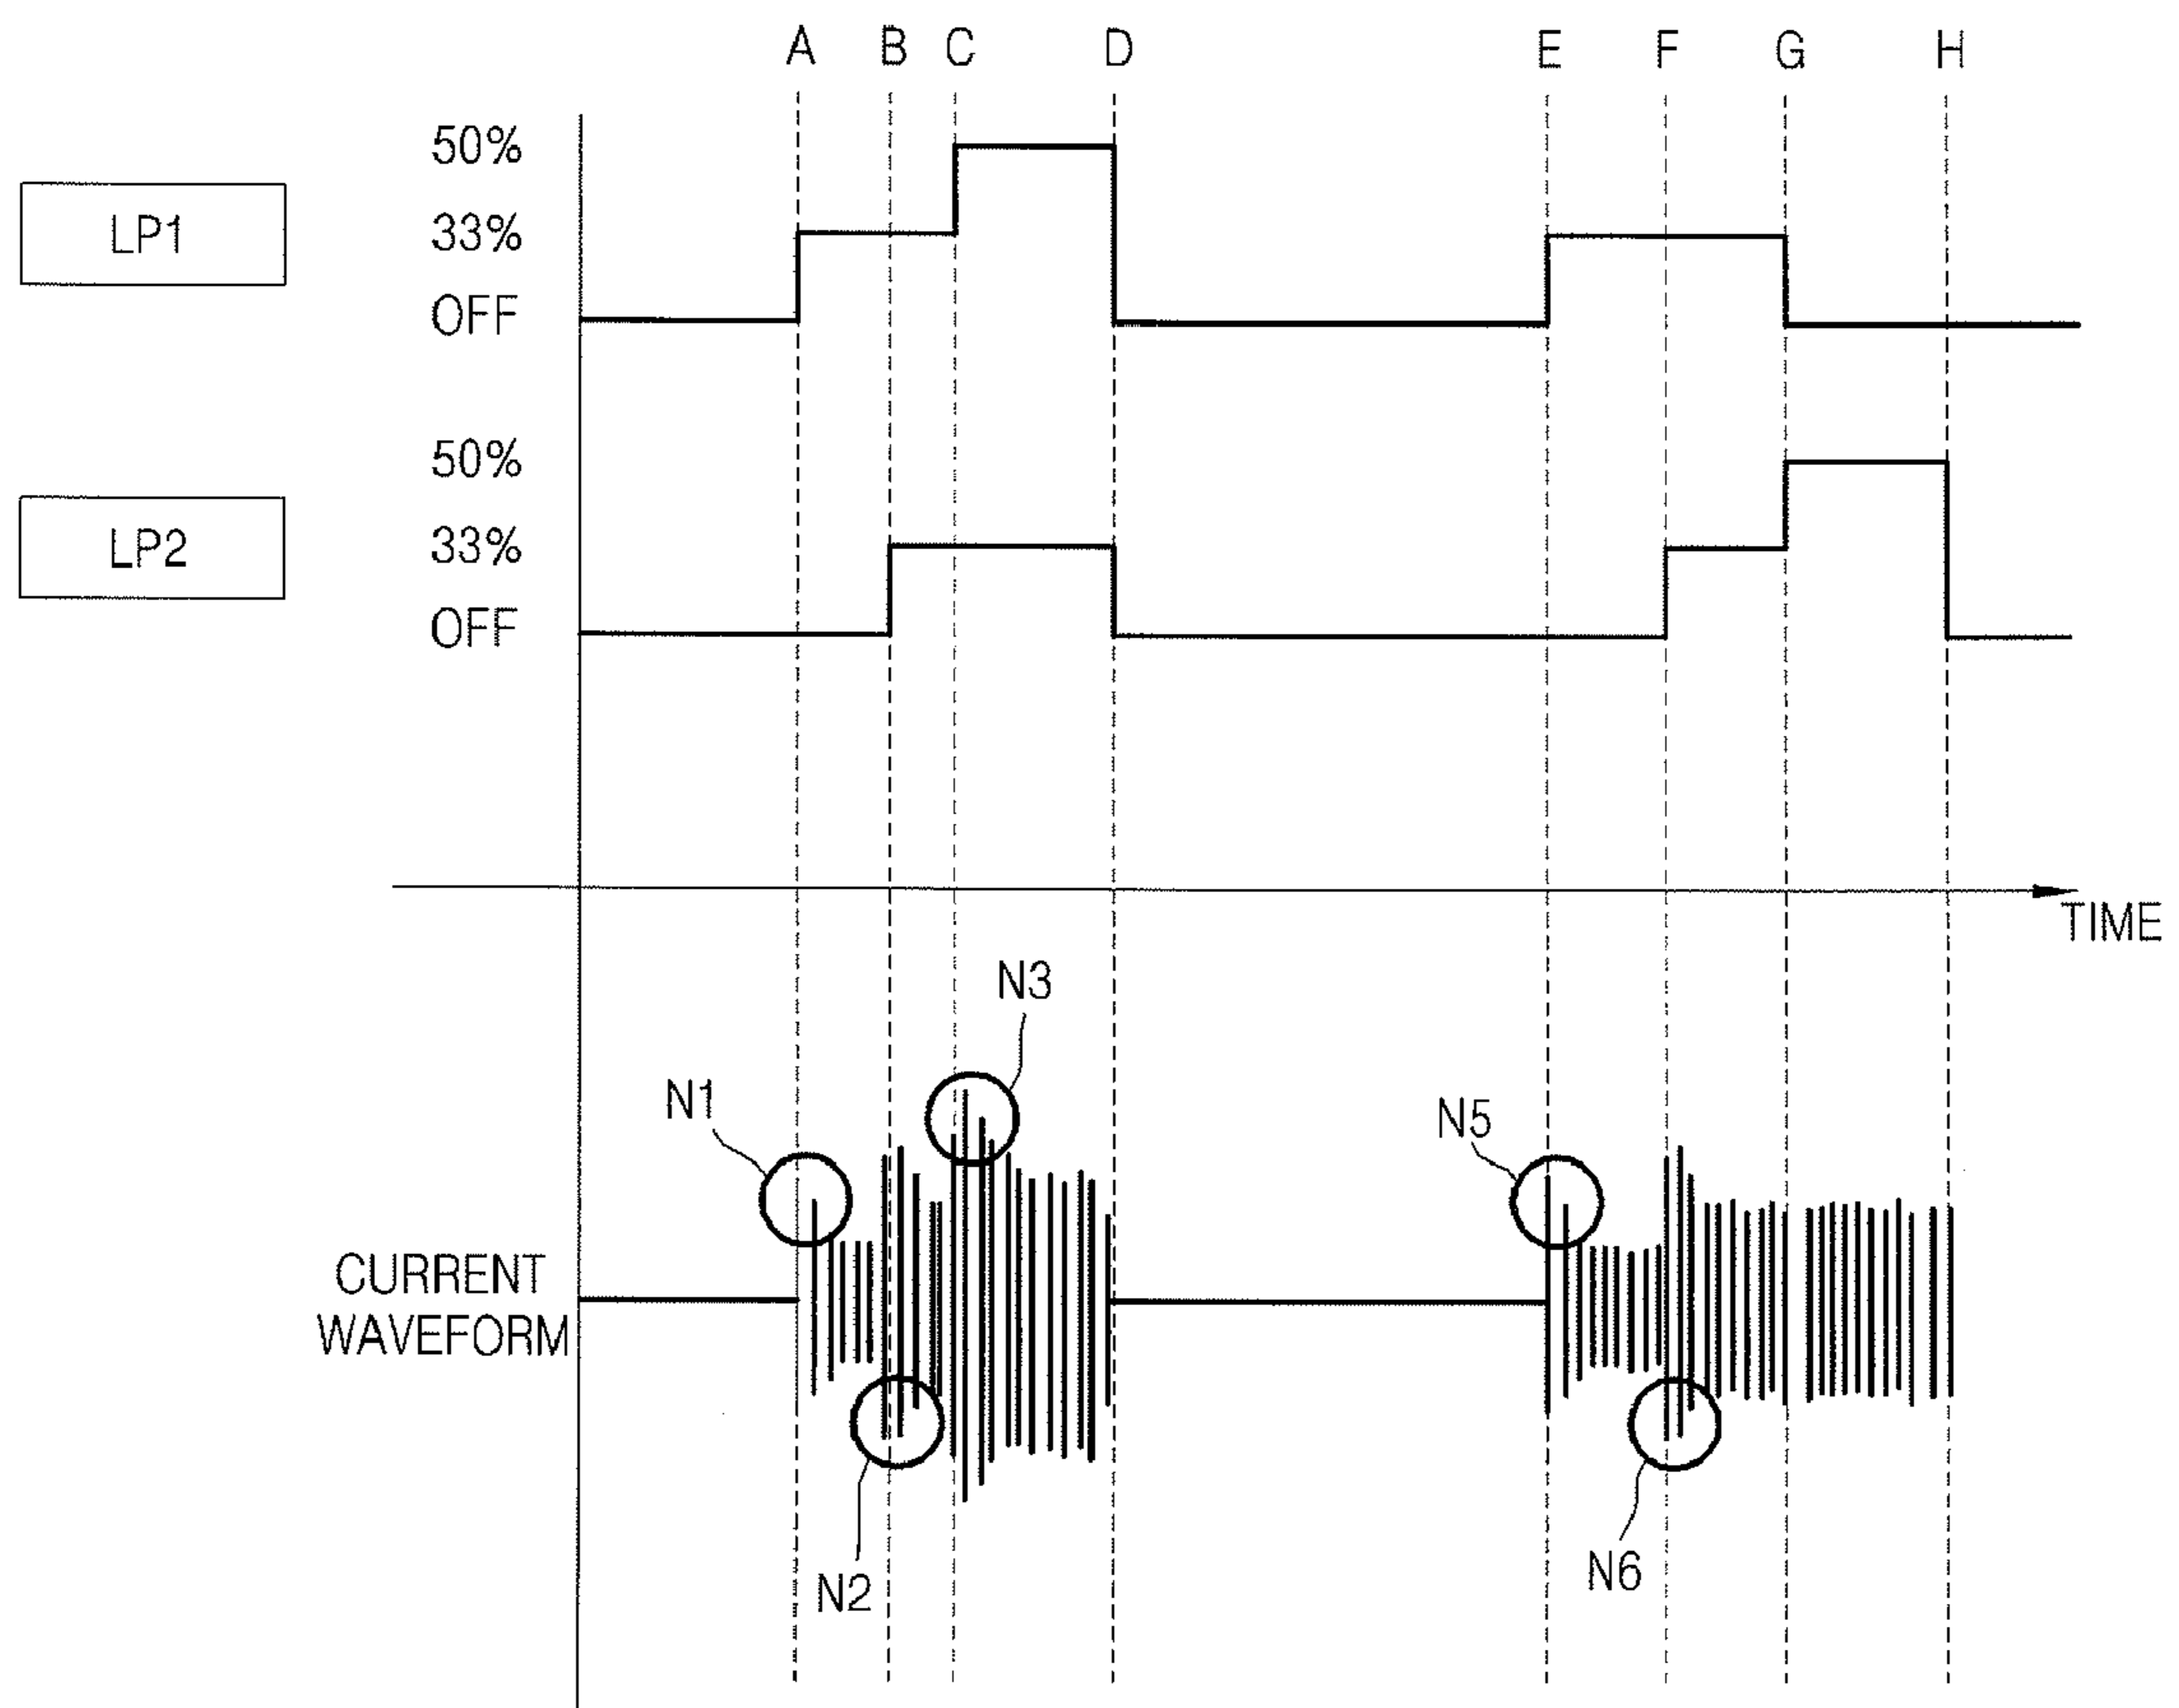 A B C D E F G H
50%
LP1 33%
OFF
50%
LP2 33%
OFF
TIME
N3
N1 N5
CURRENT
WAVEFORM
N6
N2